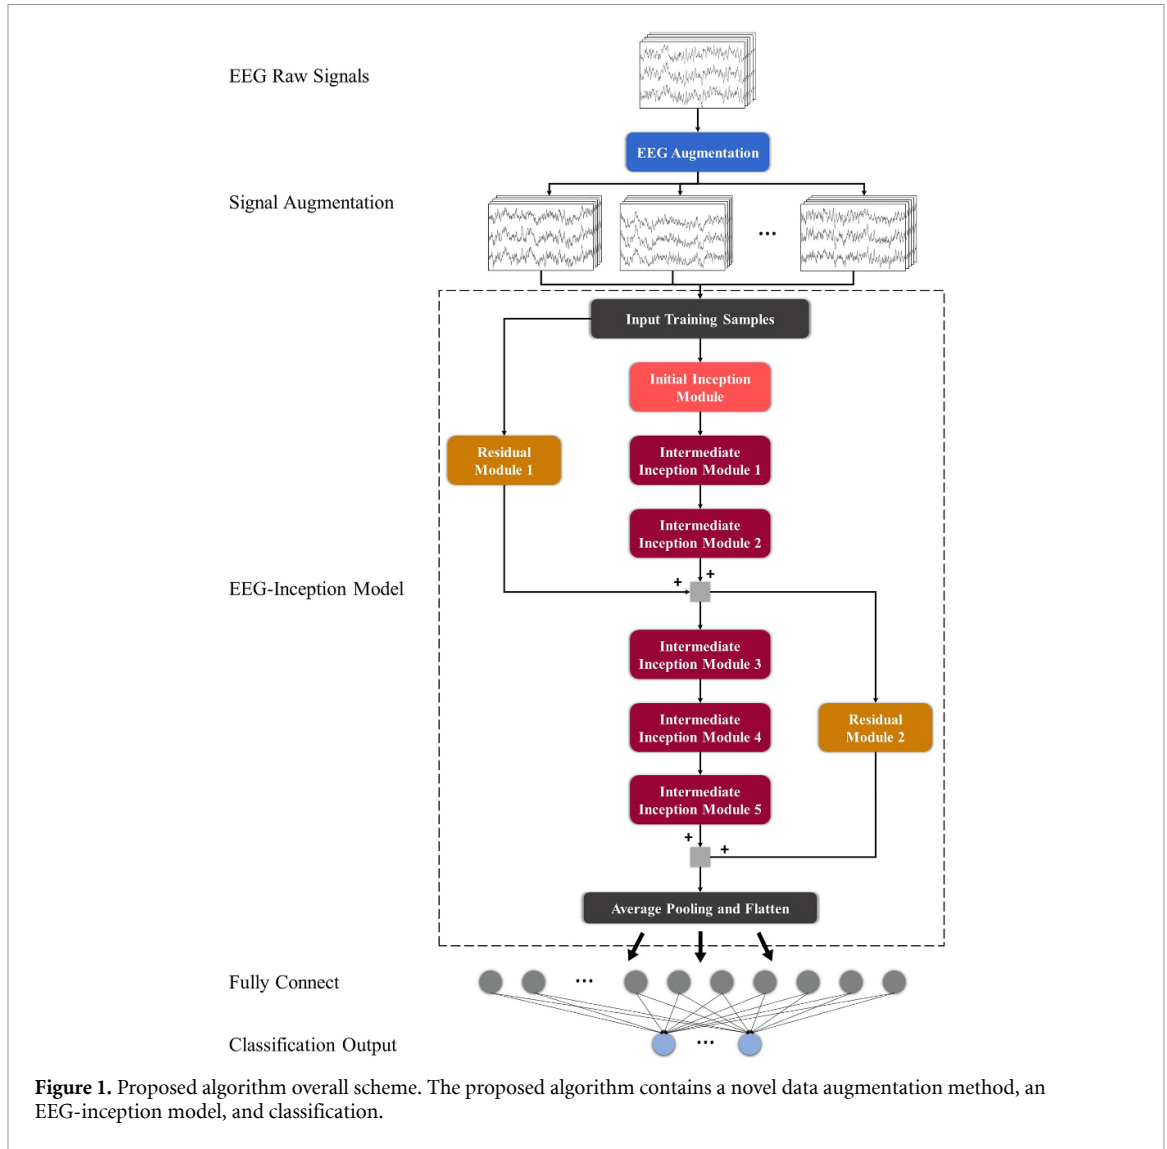 EEG Raw Signals
EEG Augmentation
Signal Augmentation
...
Input Training Samples
Initial Inception
Module
Residual
Module 1
Intermediate
Inception Module 1
Intermediate
Inception Module 2
+
+
EEG-Inception Model
Intermediate
Inception Module 3
Intermediate
Inception Module 4
Residual
Module 2
Intermediate
Inception Module 5
+
+
Average Pooling and Flatten
Fully Connect
...
Classification Output
...
Figure 1. Proposed algorithm overall scheme. The proposed algorithm contains a novel data augmentation method, an
EEG-inception model, and classification.